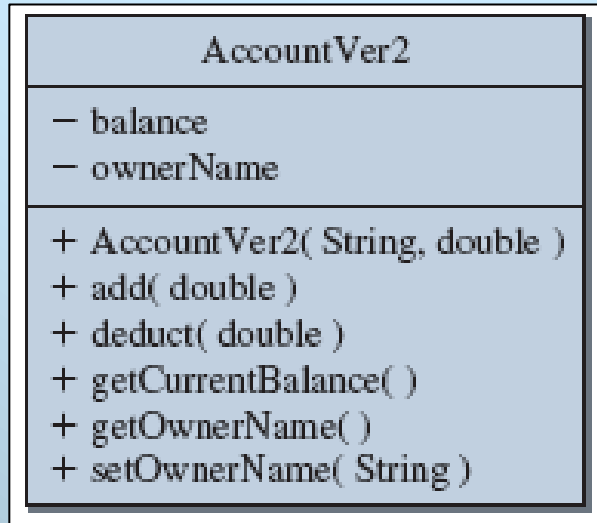 AccountVer2
− balance
− ownerName
+ AccountVer2( String, double )
+ add( double )
+ deduct( double )
+ getCurrentBalance( )
+ getOwnerName( )
+ setOwnerName( String )